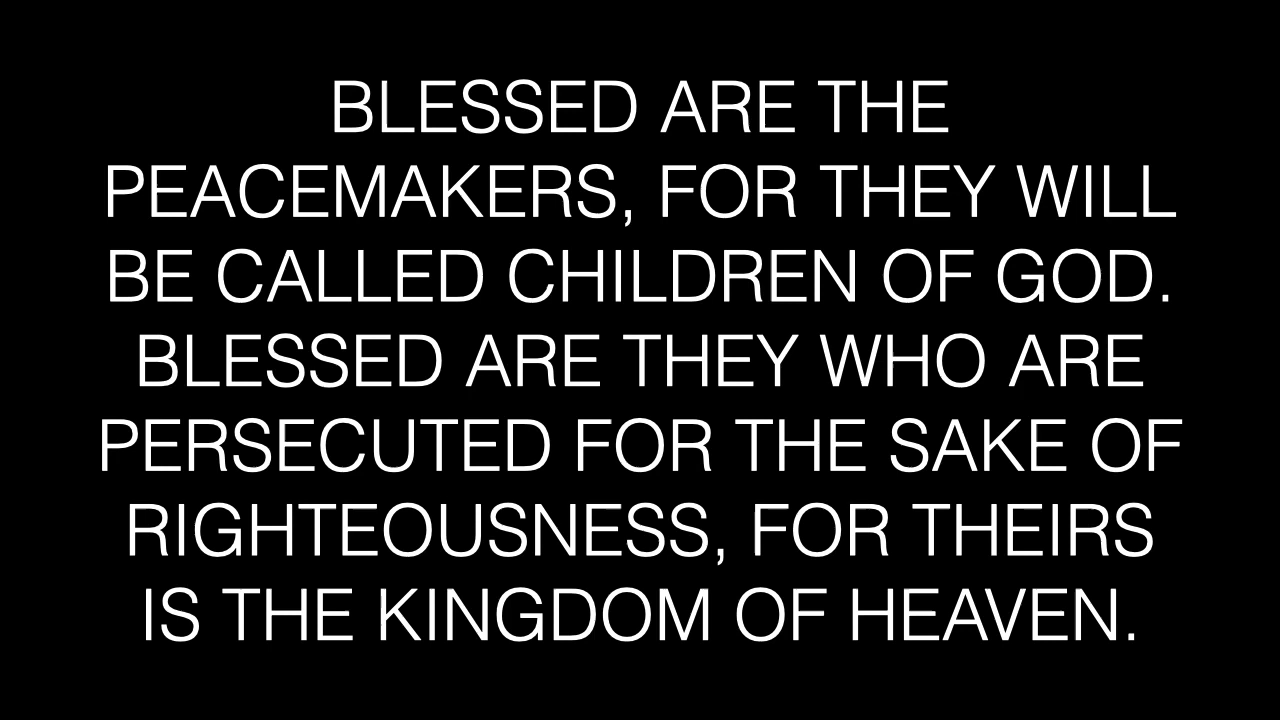 BLESSED ARE THE
PEACEMAKERS, FOR THEY WILL
BE CALLED CHILDREN OF GOD.
BLESSED ARE THEY WHO ARE
PERSECUTED FOR THE SAKE OF
RIGHTEOUSNESS, FOR THEIRS
IS THE KINGDOM OF HEAVEN.